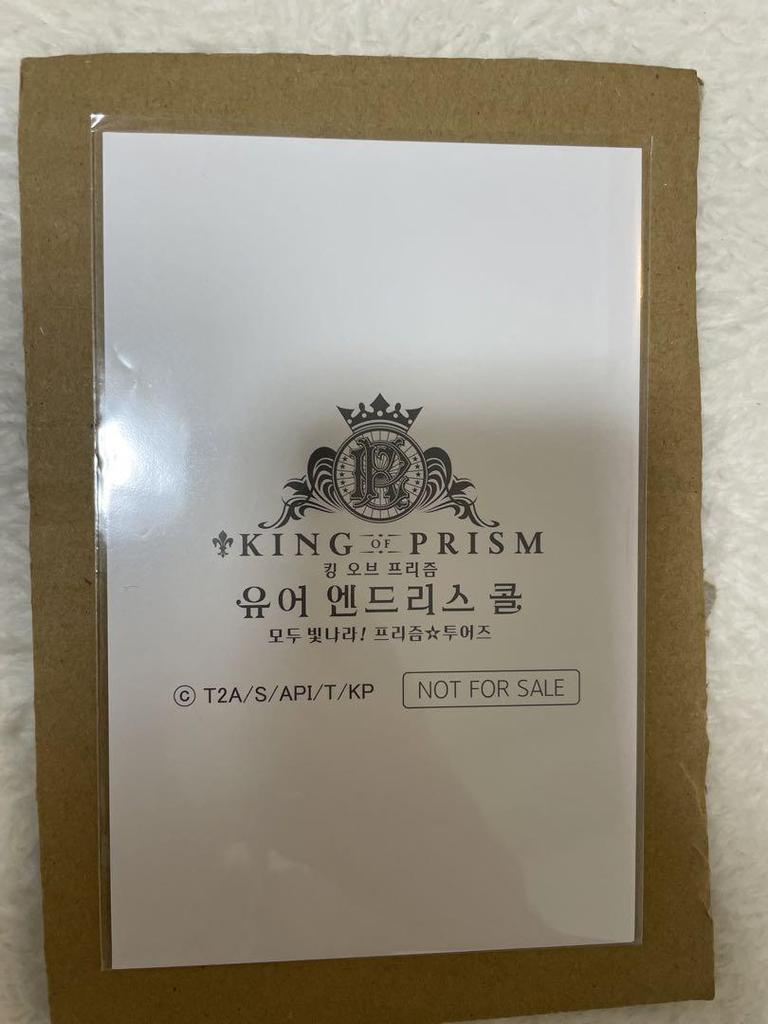 KING OF PRISM
킹 오브 프리즘
유어 엔드리스 콜
모두 빛나라! 프리즘☆투어즈
© T2A/S/API/T/KP NOT FOR SALE